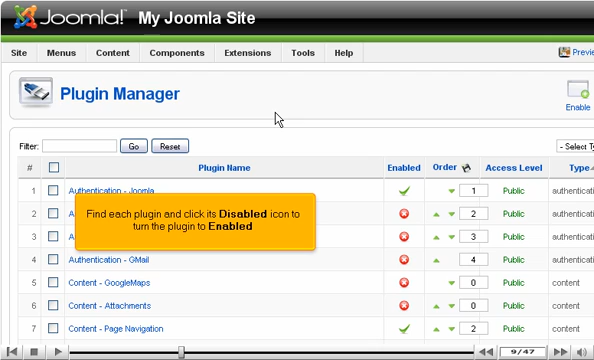 Joomla! My Joomla Site
Site Menus Content Components Extensions Tools Help Previe
Plugin Manager
Enable
Filter: Go Reset - Select Ty
# Plugin Name Enabled Order Access Level Type
1 Authentication - Joomla 1 Public authenticati
2 A 2 Public authenticati
3 A 3 Public authenticati
4 Authentication - GMail 4 Public authenticati
5 Content - GoogleMaps 0 Public content
6 Content - Attachments 0 Public content
7 Content - Page Navigation 2 Public content
Find each plugin and click its Disabled icon to
turn the plugin to Enabled
9/47